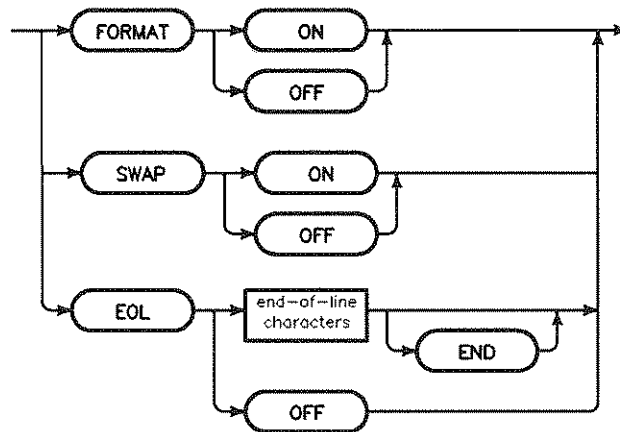 FORMAT
ON
OFF
SWAP
ON
OFF
EOL
end-of-line
characters
END
OFF